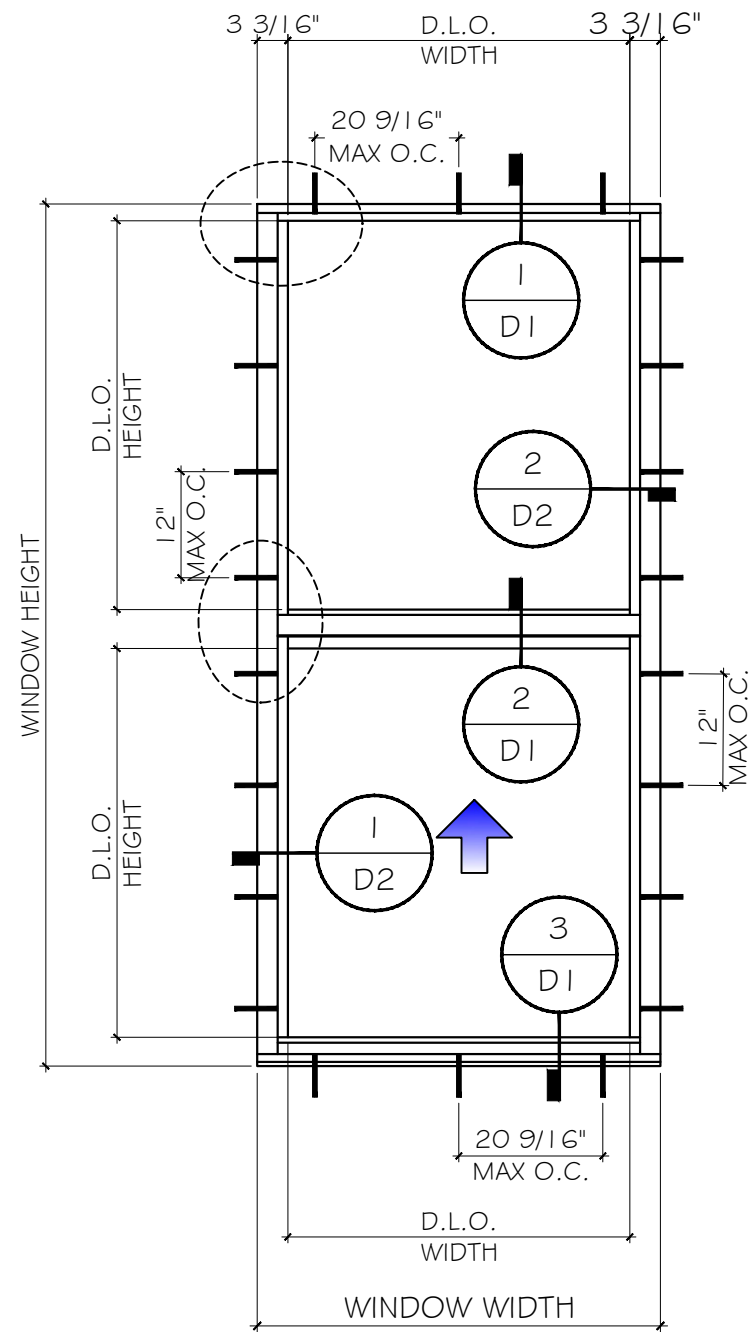 3 3/16"
D.L.O.
WIDTH
3 3/16"
20 9/16"
MAX O.C.
1
D1
D.L.O.
HEIGHT
2
D2
12"
MAX O.C.
WINDOW HEIGHT
2
D1
12"
MAX O.C.
D.L.O.
HEIGHT
1
D2
3
D1
20 9/16"
MAX O.C.
D.L.O.
WIDTH
WINDOW WIDTH